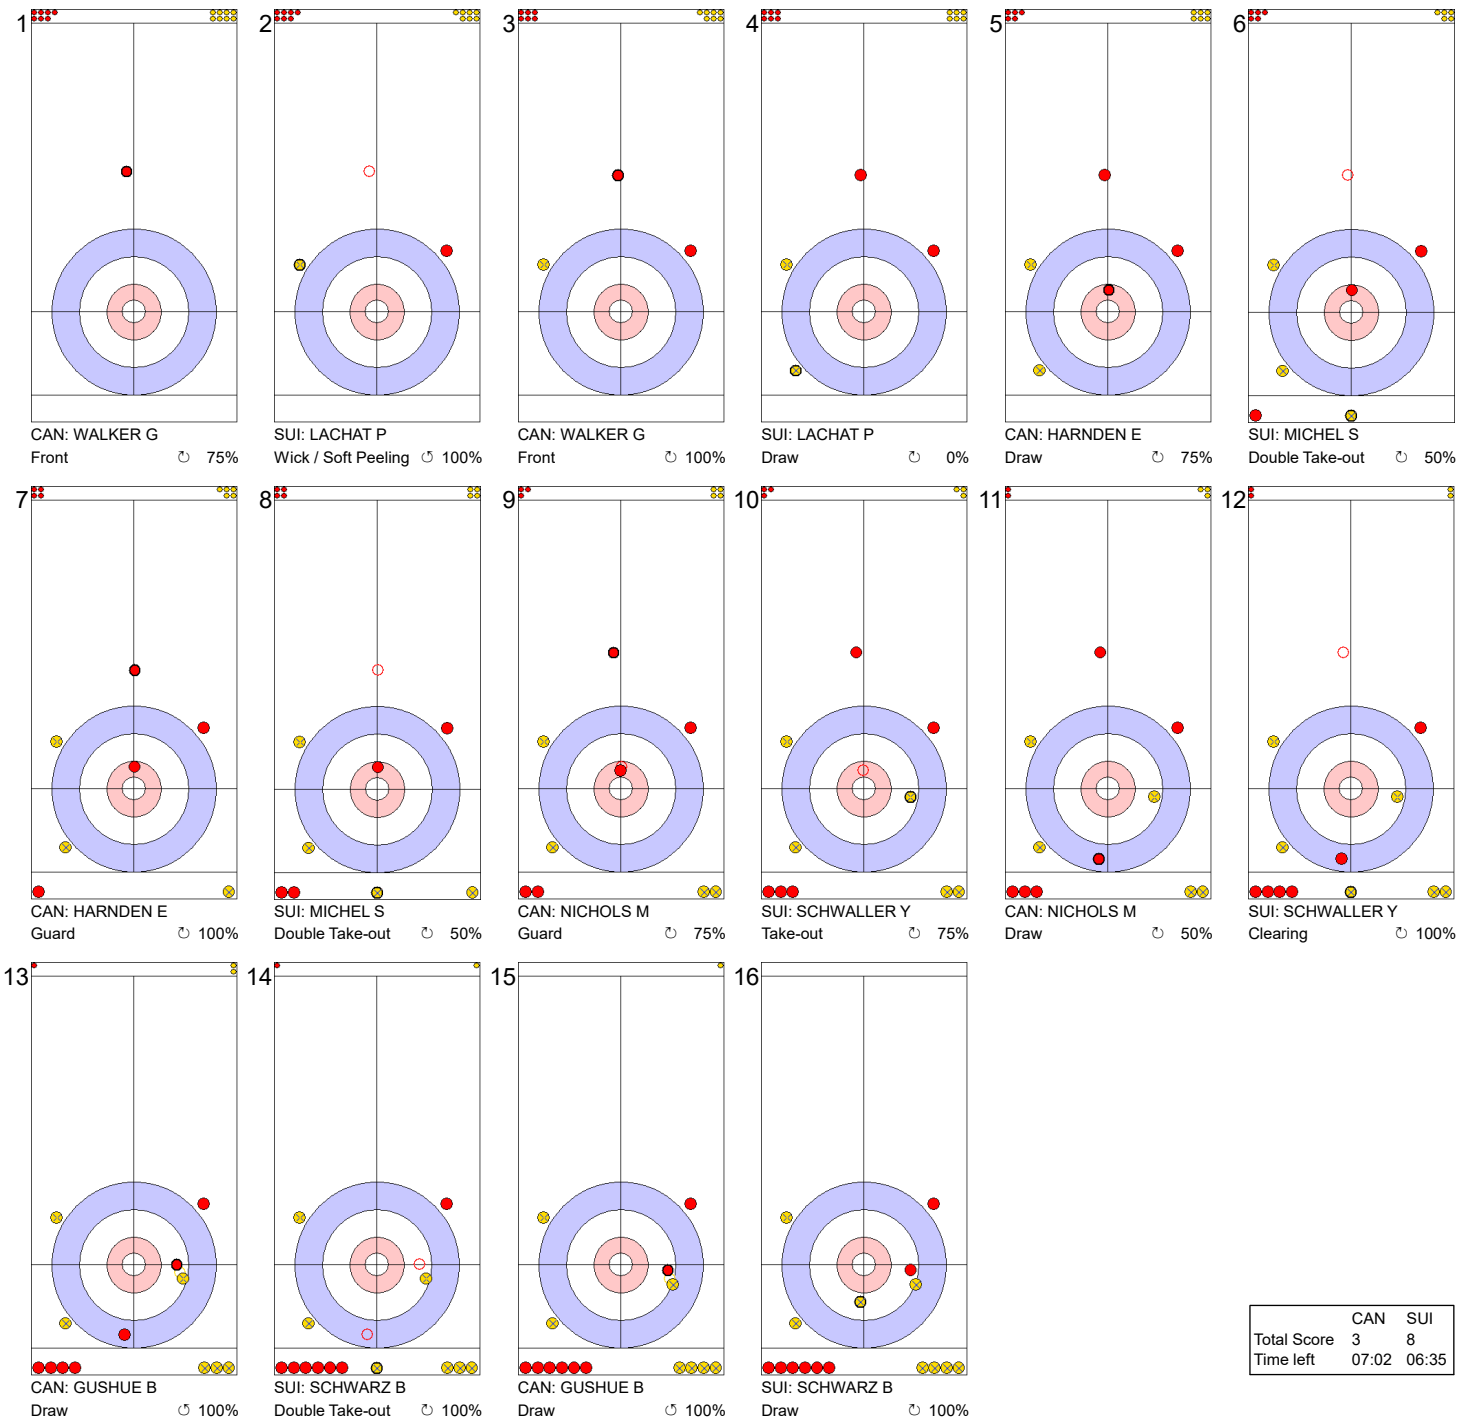 1
CAN: WALKER G
Front ↻ 75%
2
SUI: LACHAT P
Wick / Soft Peeling ↺ 100%
3
CAN: WALKER G
Front ↻ 100%
4
SUI: LACHAT P
Draw ↻ 0%
5
CAN: HARNDEN E
Draw ↻ 75%
6
SUI: MICHEL S
Double Take-out ↻ 50%
7
CAN: HARNDEN E
Guard ↻ 100%
8
SUI: MICHEL S
Double Take-out ↻ 50%
9
CAN: NICHOLS M
Guard ↻ 75%
10
SUI: SCHWALLER Y
Take-out ↻ 75%
11
CAN: NICHOLS M
Draw ↻ 50%
12
SUI: SCHWALLER Y
Clearing ↻ 100%
13
CAN: GUSHUE B
Draw ↺ 100%
14
SUI: SCHWARZ B
Double Take-out ↻ 100%
15
CAN: GUSHUE B
Draw ↺ 100%
16
SUI: SCHWARZ B
Draw ↻ 100%
CAN SUI
Total Score 3 8
Time left 07:02 06:35